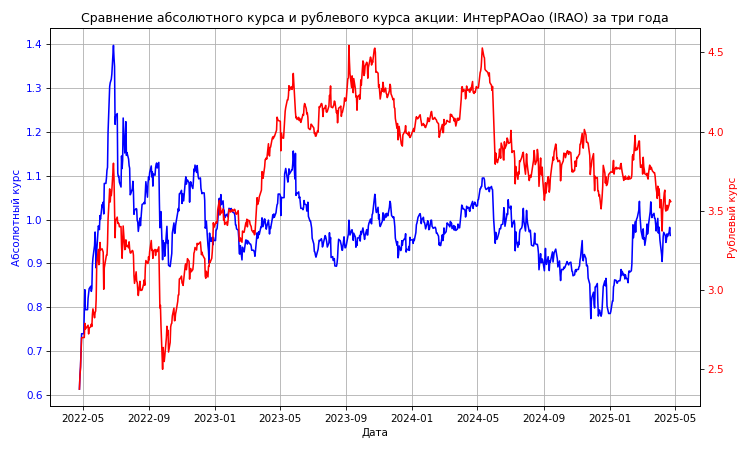 Сравнение абсолютного курса и рублевого курса акции: ИнтерРАОао (IRAO) за три года
1.4
1.3
1.2
1.1
1.0
0.9
0.8
0.7
0.6
Абсолютный курс
4.5
4.0
3.5
3.0
2.5
Рублевый курс
2022-05 2022-09 2023-01 2023-05 2023-09 2024-01 2024-05 2024-09 2025-01 2025-05
Дата